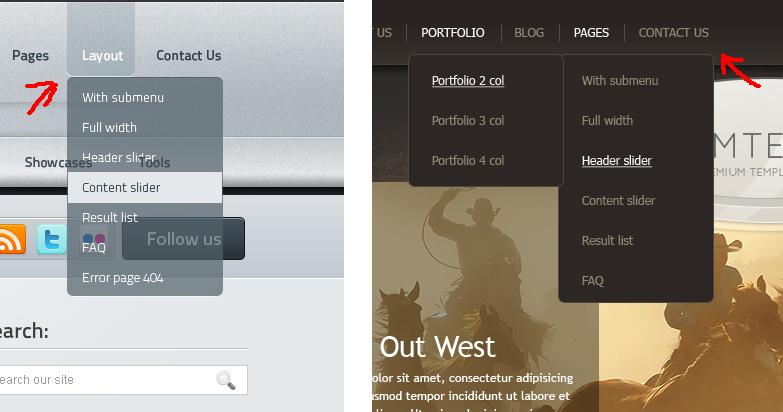 Pages Layout Contact Us
With submenu
Full width
Header slider
Showcases Tools
Content slider
Result list
Follow us
FAQ
Error page 404
earch:
earch our site
US PORTFOLIO BLOG PAGES CONTACT US
Portfolio 2 col
Portfolio 3 col
Portfolio 4 col
With submenu
Full width
Header slider
Content slider
Result list
FAQ
MTE
EMIUM TEMPL
Out West
olor sit amet, consectetur adipisicing
usmod tempor incididunt ut labore et